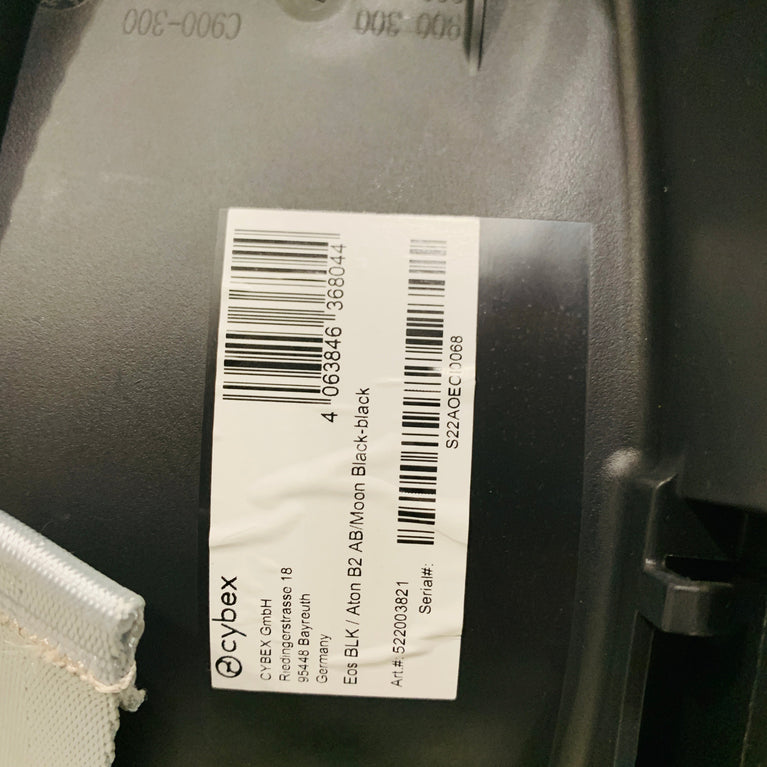 C900-300
900-300
cybex
CYBEX GmbH
Riedingerstrasse 18
95448 Bayreuth
Germany
Eos BLK / Aton B2 AB/Moon Black-black
Art.#: 522003821
Serial#:
4 063846 368044